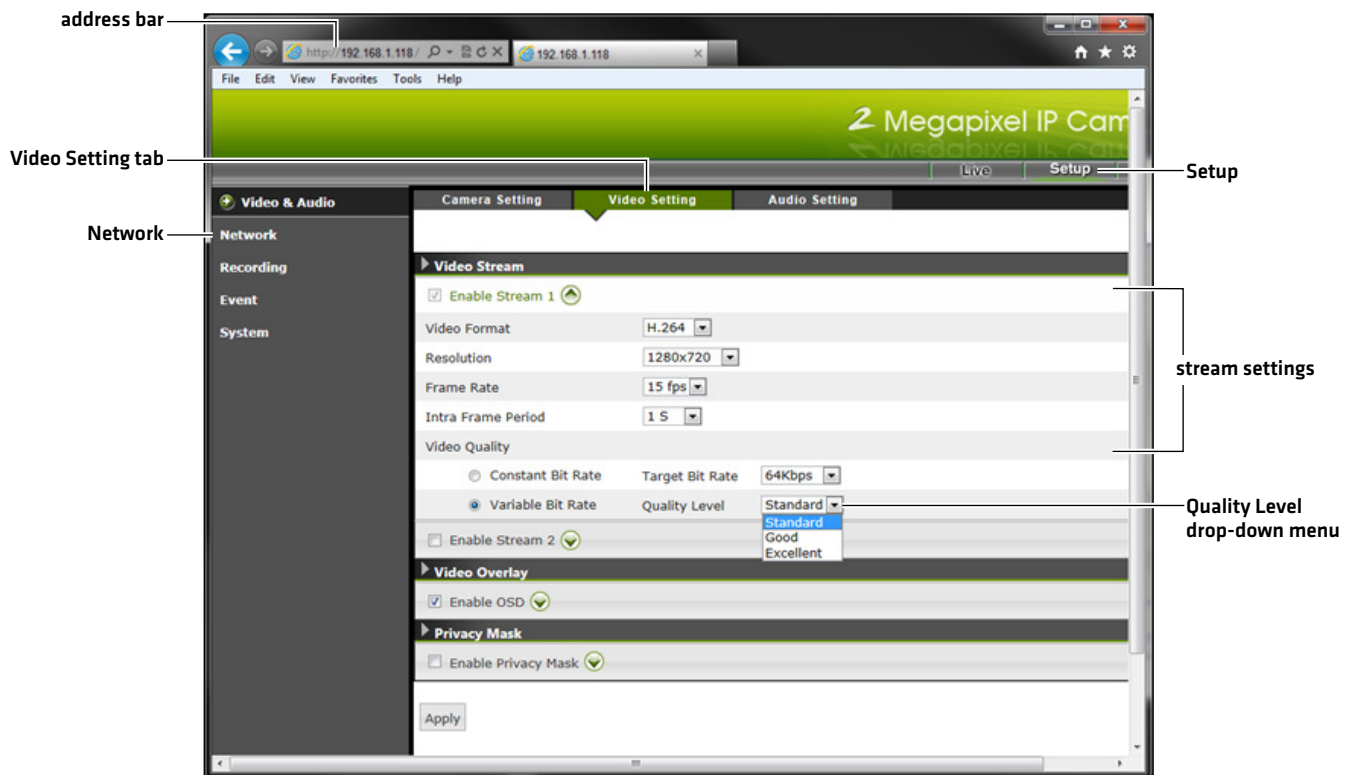 address bar
http://192.168.1.118/
192.168.1.118
File Edit View Favorites Tools Help
2 Megapixel IP Cam
Live Setup
Setup
Video Setting tab
Video & Audio
Camera Setting Video Setting Audio Setting
Network
Network
Recording
Event
System
Video Stream
Enable Stream 1
Video Format H.264
Resolution 1280x720
Frame Rate 15 fps
Intra Frame Period 1 S
Video Quality
stream settings
Constant Bit Rate Target Bit Rate 64Kbps
Variable Bit Rate Quality Level Standard
Standard
Good
Excellent
Quality Level
drop-down menu
Enable Stream 2
Video Overlay
Enable OSD
Privacy Mask
Enable Privacy Mask
Apply